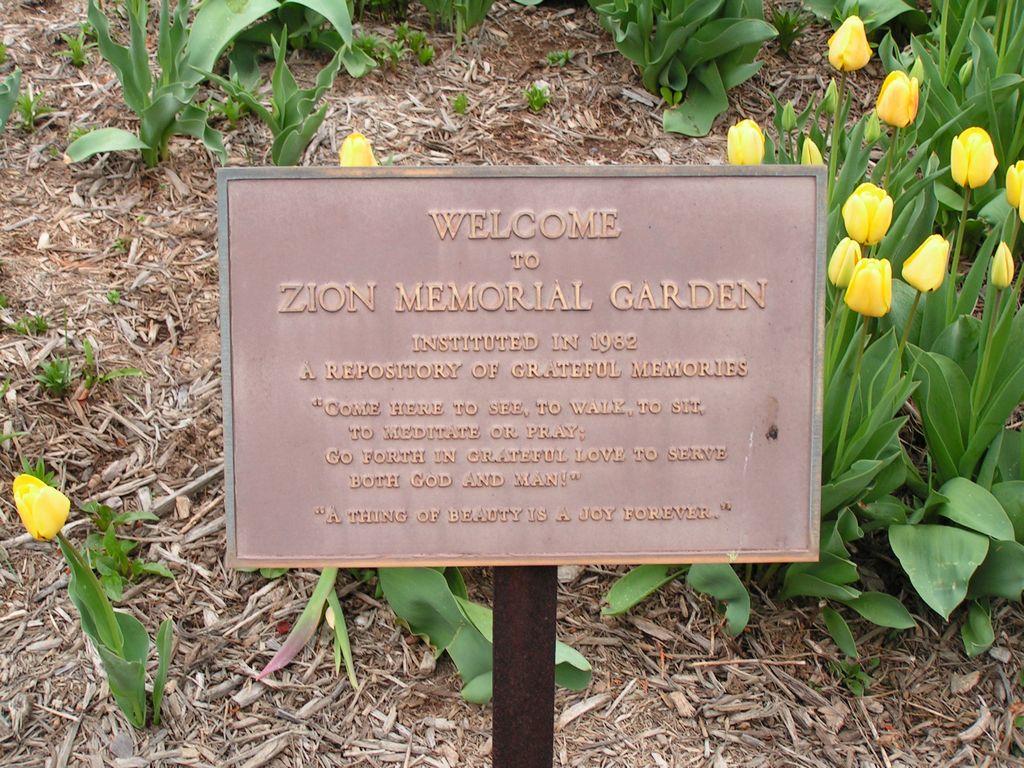 WELCOME
TO
ZION MEMORIAL GARDEN
INSTITUTED IN 1982
A REPOSITORY OF GRATEFUL MEMORIES
"COME HERE TO SEE, TO WALK, TO SIT,
TO MEDITATE OR PRAY;
GO FORTH IN GRATEFUL LOVE TO SERVE
BOTH GOD AND MAN!"
"A THING OF BEAUTY IS A JOY FOREVER.."